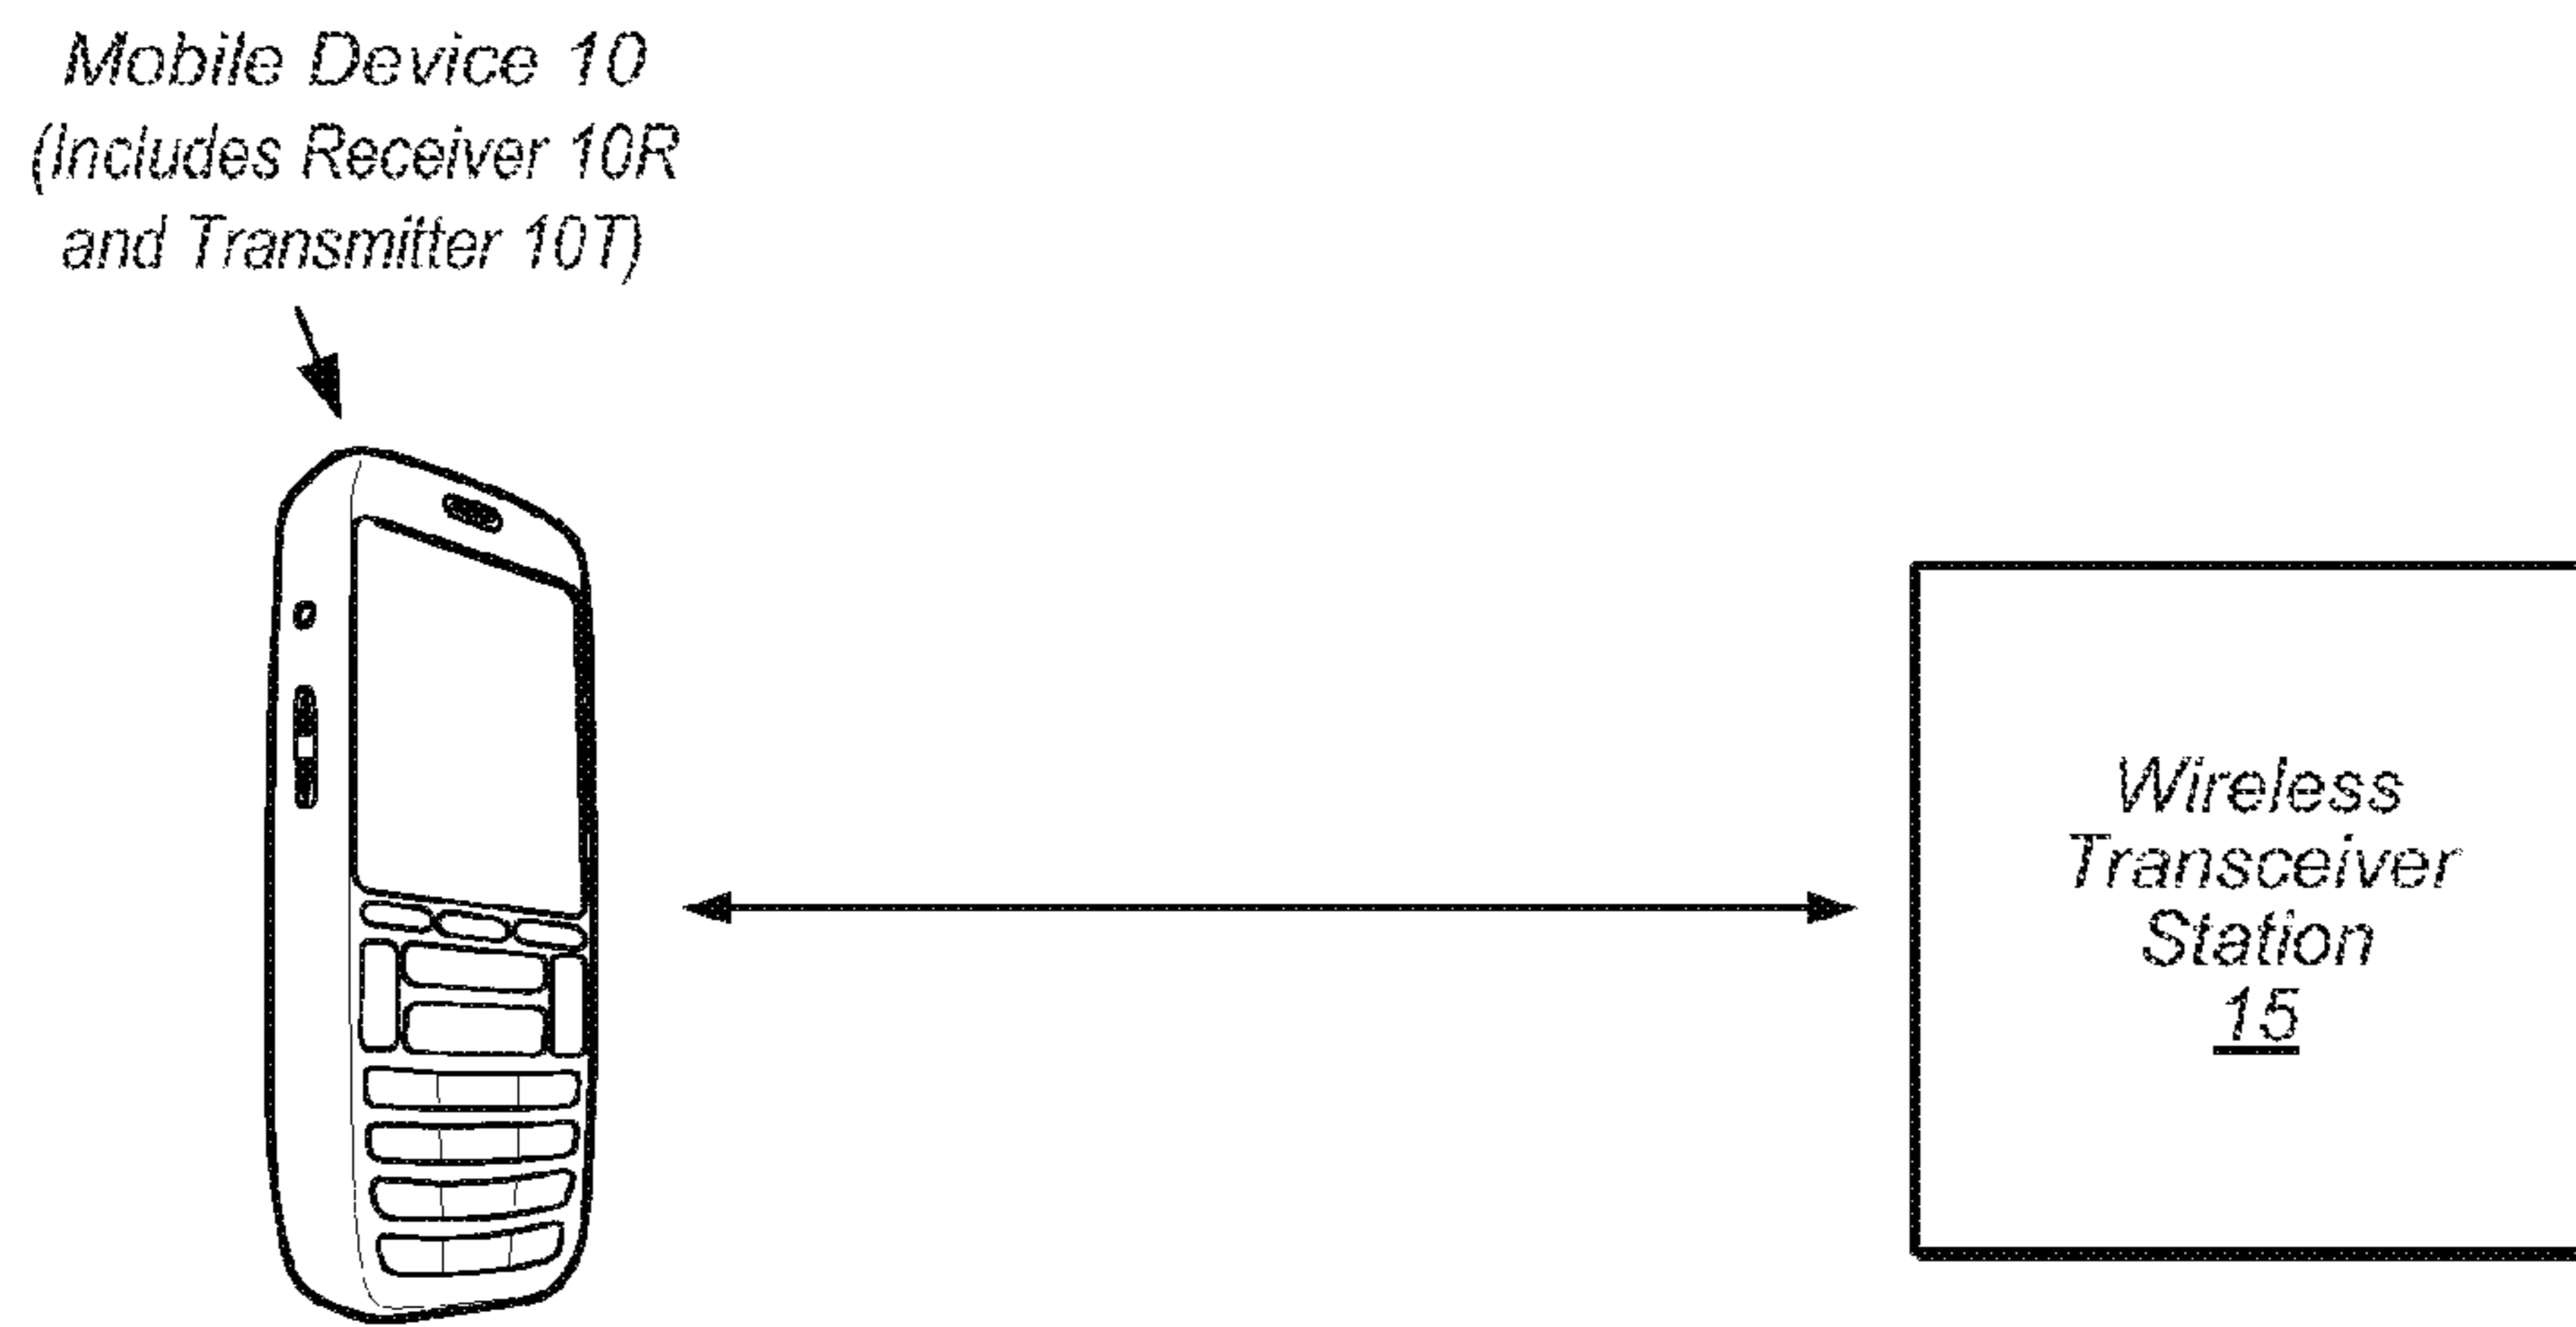 Mobile Device 10
(Includes Receiver 10R
and Transmitter 10T)
Wireless
Transceiver
Station
15